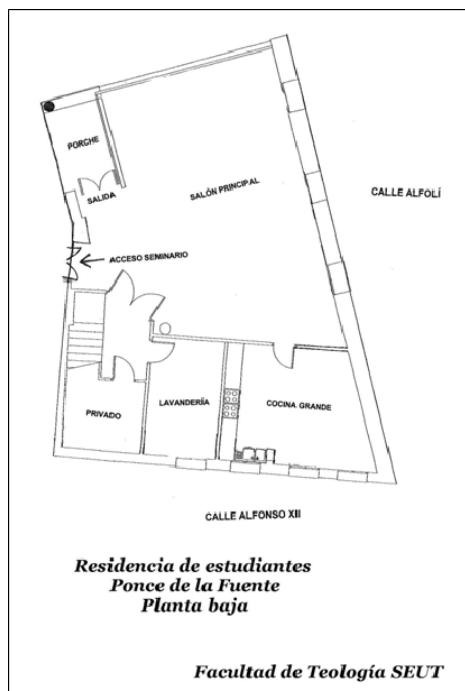 PORCHE
SALIDA
SALÓN PRINCIPAL
CALLE ALFOLÍ
ACCESO SEMINARIO
LAVANDERÍA
COCINA GRANDE
PRIVADO
CALLE ALFONSO XIII
Residencia de estudiantes
Ponce de la Fuente
Planta baja
Facultad de Teología SEUT